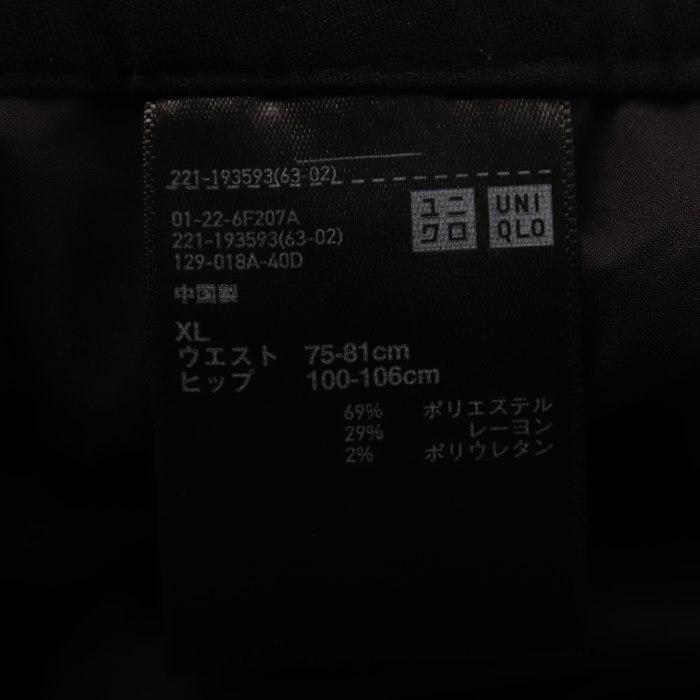 221-193593(63-02)
01-22-6F207A
221-193593(63-02)
129-018A-40D
ユニ
クロ
UNI
QLO
中国製
XL
ウエスト 75-81cm
ヒップ 100-106cm
69% ポリエステル
29% レーヨン
2% ポリウレタン